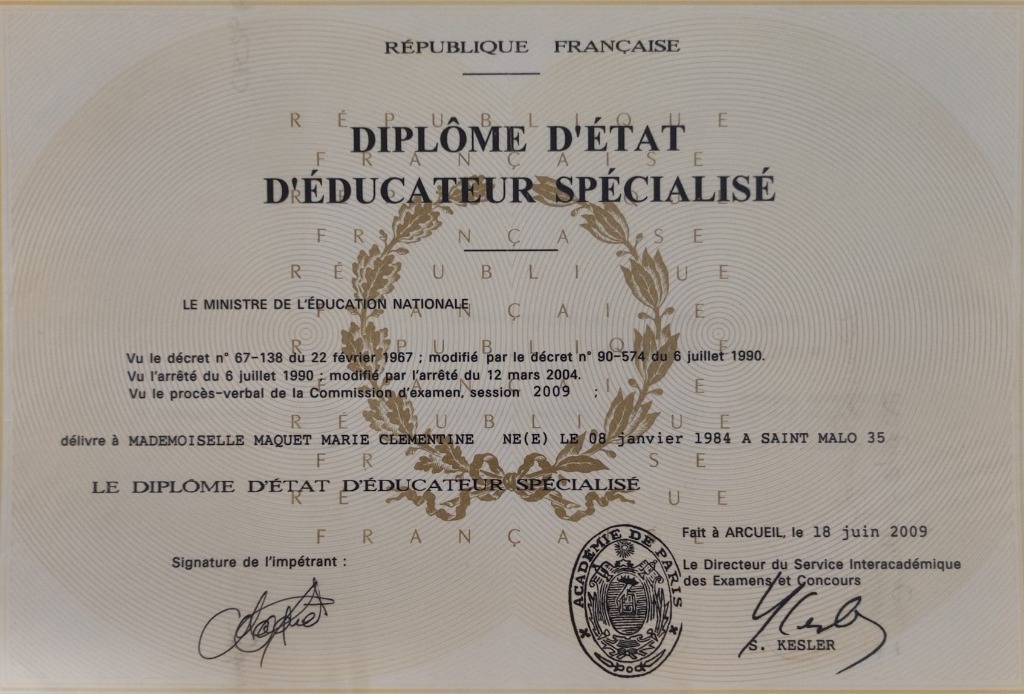 RÉPUBLIQUE FRANÇAISE
DIPLÔME D'ÉTAT
D'ÉDUCATEUR SPÉCIALISÉ
LE MINISTRE DE L'ÉDUCATION NATIONALE
Vu le décret n° 67-138 du 22 février 1967 ; modifié par le décret n° 90-574 du 6 juillet 1990.
Vu l'arrêté du 6 juillet 1990 ; modifié par l'arrêté du 12 mars 2004.
Vu le procès-verbal de la Commission d'examen, session 2009 ;
délivre à MADEMOISELLE MAQUET MARIE CLEMENTINE NE(E) LE 08 janvier 1984 A SAINT MALO 35
LE DIPLÔME D'ÉTAT D'ÉDUCATEUR SPÉCIALISÉ
Fait à ARCUEIL, le 18 juin 2009
Signature de l'impétrant :
Le Directeur du Service Interacadémique
des Examens et Concours
ACADÉMIE DE PARIS
S. KESLER